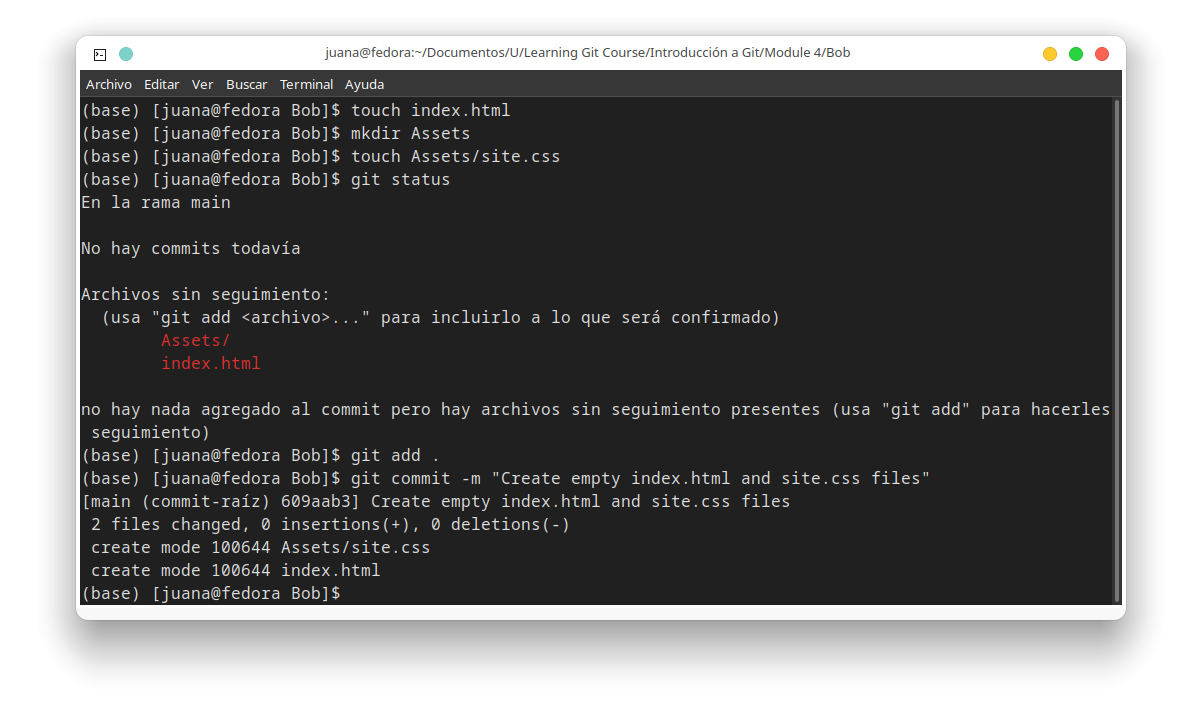 juana@fedora:~/Documentos/U/Learning Git Course/Introducción a Git/Module 4/Bob
Archivo Editar Ver Buscar Terminal Ayuda
(base) [juana@fedora Bob]$ touch index.html
(base) [juana@fedora Bob]$ mkdir Assets
(base) [juana@fedora Bob]$ touch Assets/site.css
(base) [juana@fedora Bob]$ git status
En la rama main
No hay commits todavía
Archivos sin seguimiento:
  (usa "git add <archivo>..." para incluirlo a lo que será confirmado)
        Assets/
        index.html
no hay nada agregado al commit pero hay archivos sin seguimiento presentes (usa "git add" para hacerles
 seguimiento)
(base) [juana@fedora Bob]$ git add .
(base) [juana@fedora Bob]$ git commit -m "Create empty index.html and site.css files"
[main (commit-raíz) 609aab3] Create empty index.html and site.css files
 2 files changed, 0 insertions(+), 0 deletions(-)
 create mode 100644 Assets/site.css
 create mode 100644 index.html
(base) [juana@fedora Bob]$